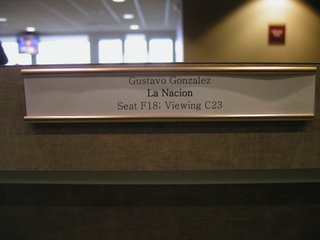 Gustavo Gonzalez
La Nacion
Seat F18; Viewing C23